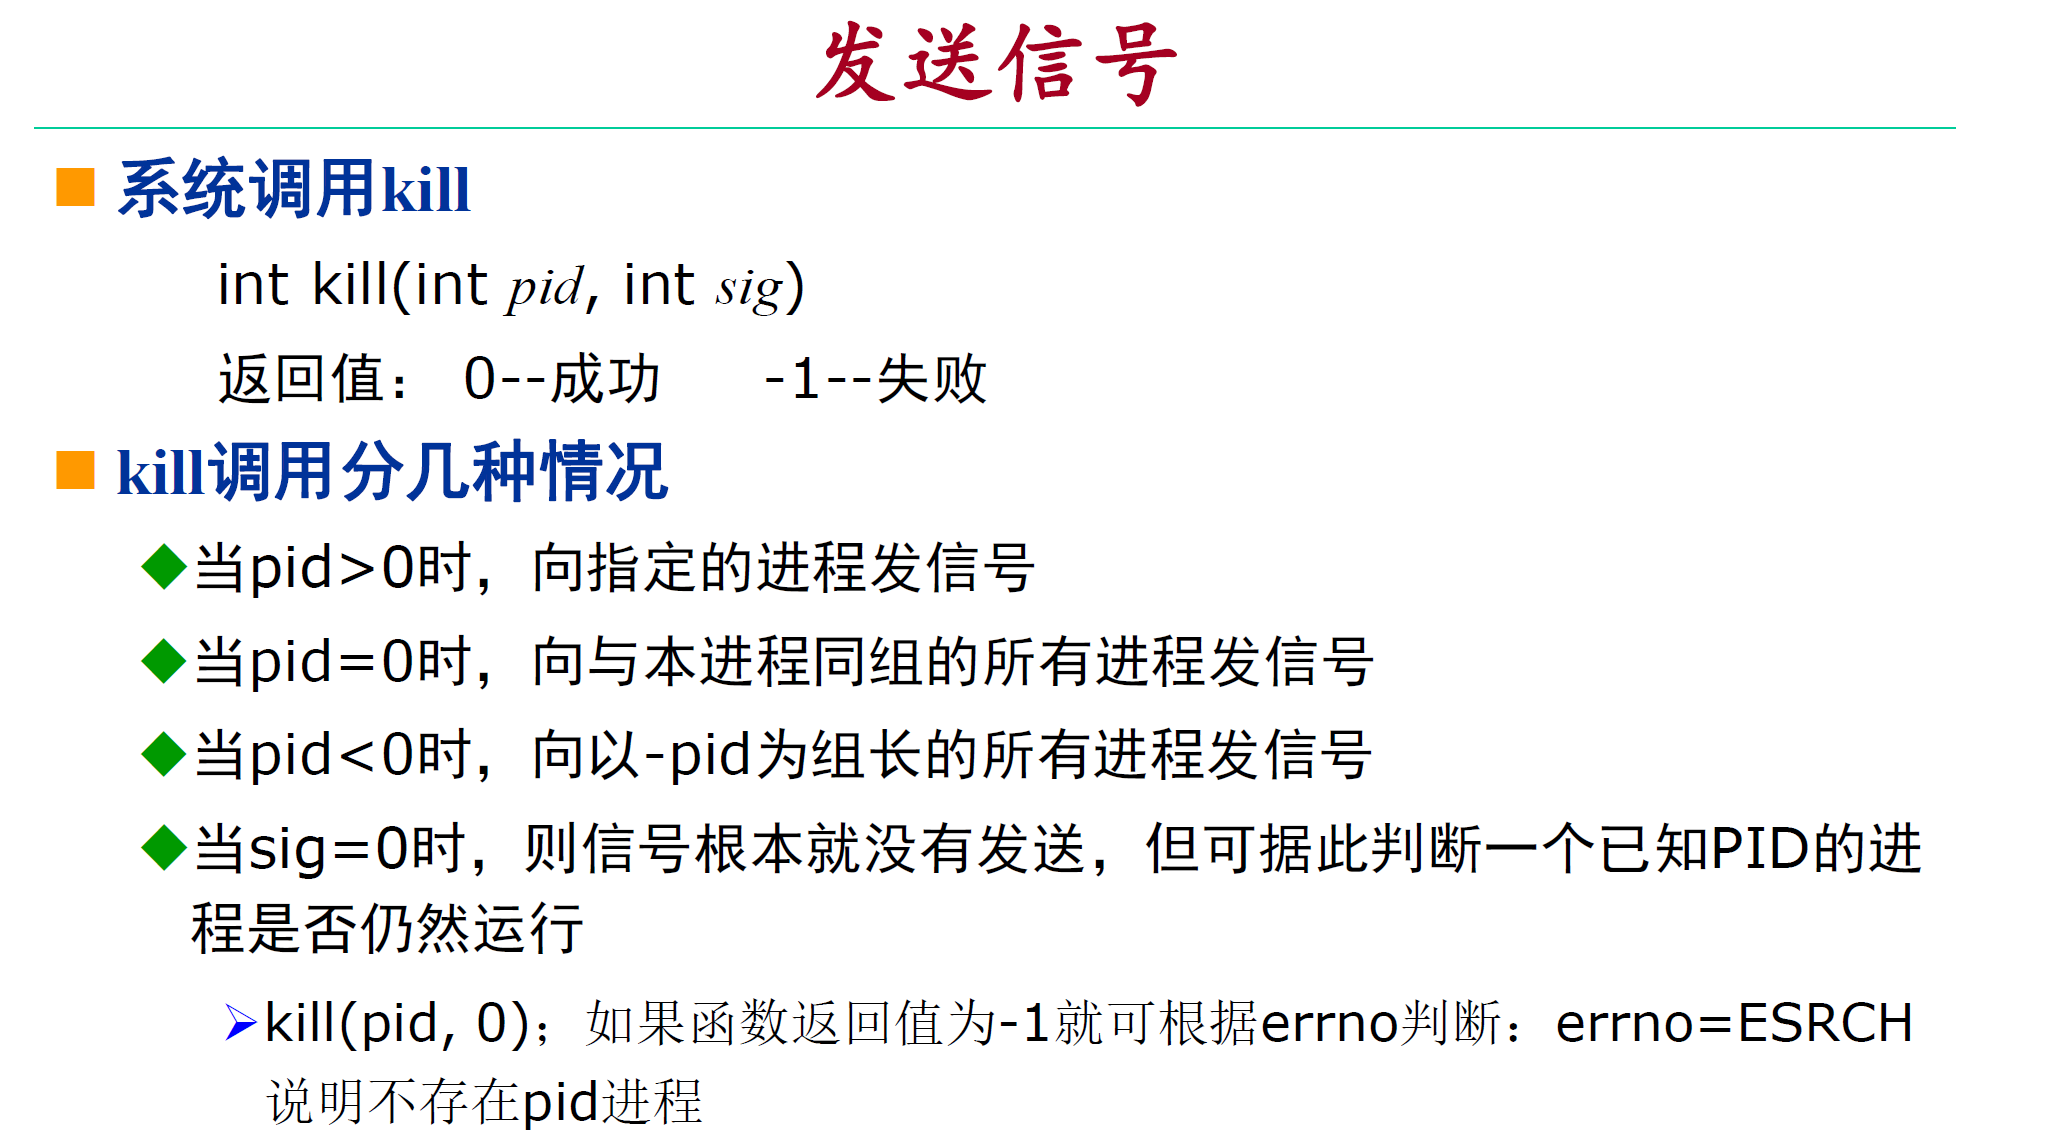 发送信号
系统调用kill
int kill(int pid, int sig)
返回值： 0--成功 -1--失败
kill调用分几种情况
当pid>0时，向指定的进程发信号
当pid=0时，向与本进程同组的所有进程发信号
当pid<0时，向以-pid为组长的所有进程发信号
当sig=0时，则信号根本就没有发送，但可据此判断一个已知PID的进
程是否仍然运行
kill(pid, 0)；如果函数返回值为-1就可根据errno判断：errno=ESRCH
说明不存在pid进程